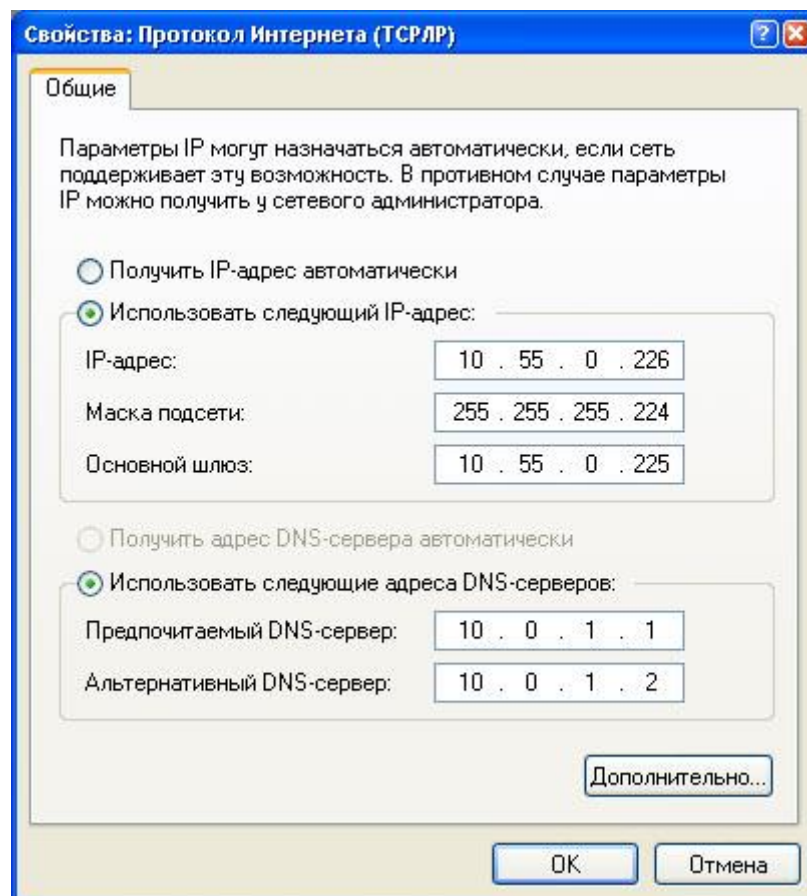 Свойства: Протокол Интернета (TCP/IP)
Общие
Параметры IP могут назначаться автоматически, если сеть
поддерживает эту возможность. В противном случае параметры
IP можно получить у сетевого администратора.
Получить IP-адрес автоматически
Использовать следующий IP-адрес:
IP-адрес: 10 . 55 . 0 . 226
Маска подсети: 255 . 255 . 255 . 224
Основной шлюз: 10 . 55 . 0 . 225
Получить адрес DNS-сервера автоматически
Использовать следующие адреса DNS-серверов:
Предпочитаемый DNS-сервер: 10 . 0 . 1 . 1
Альтернативный DNS-сервер: 10 . 0 . 1 . 2
Дополнительно...
OK Отмена